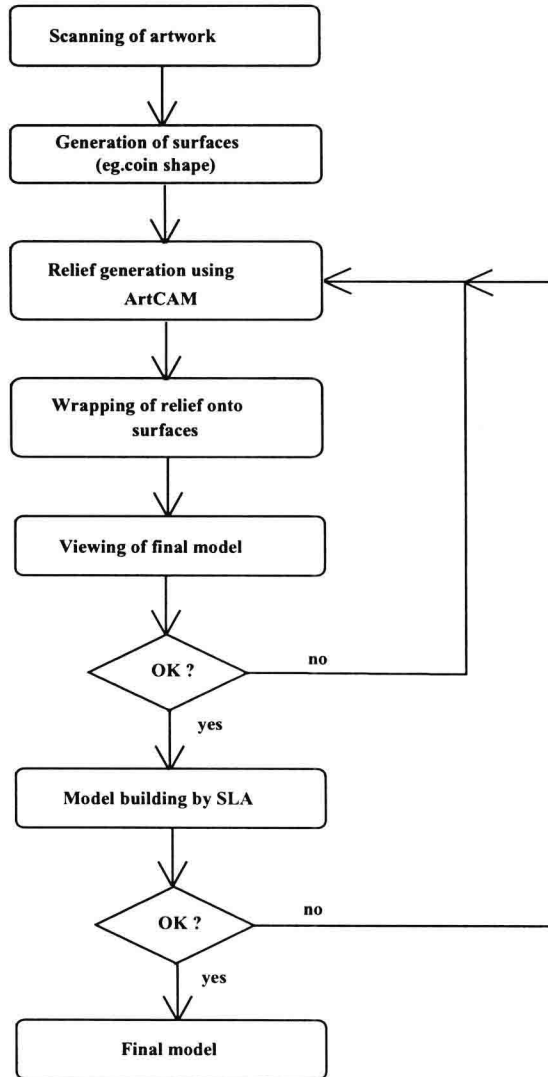 Scanning of artwork
Generation of surfaces
(eg.coin shape)
Relief generation using
ArtCAM
Wrapping of relief onto
surfaces
Viewing of final model
OK ?
no
yes
Model building by SLA
OK ?
no
yes
Final model